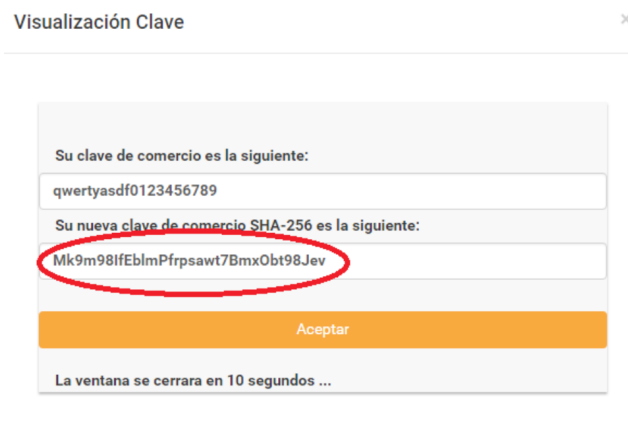 Visualización Clave
Su clave de comercio es la siguiente:
qwertyasdf0123456789
Su nueva clave de comercio SHA-256 es la siguiente:
Mk9m98IfEblmPfrpsawt7BmxObt98Jev
Aceptar
La ventana se cerrara en 10 segundos ...